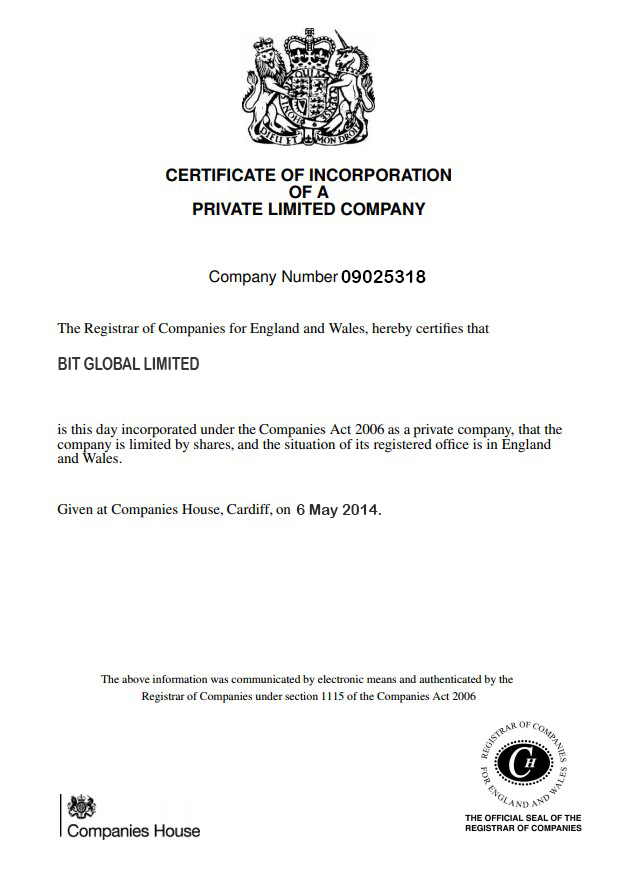 DIEU ET MON DROIT
CERTIFICATE OF INCORPORATION
OF A
PRIVATE LIMITED COMPANY
Company Number 09025318
The Registrar of Companies for England and Wales, hereby certifies that
BIT GLOBAL LIMITED
is this day incorporated under the Companies Act 2006 as a private company, that the
company is limited by shares, and the situation of its registered office is in England
and Wales.
Given at Companies House, Cardiff, on 6 May 2014.
The above information was communicated by electronic means and authenticated by the
Registrar of Companies under section 1115 of the Companies Act 2006
REGISTRAR OF COMPANIES
FOR ENGLAND AND WALES
CH
THE OFFICIAL SEAL OF THE
REGISTRAR OF COMPANIES
Companies House